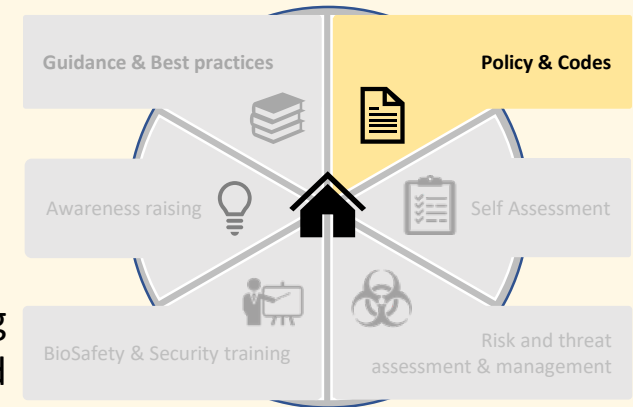 Guidance & Best practices
Policy & Codes
Awareness raising
Self Assessment
BioSafety & Security training
Risk and threat
assessment & management